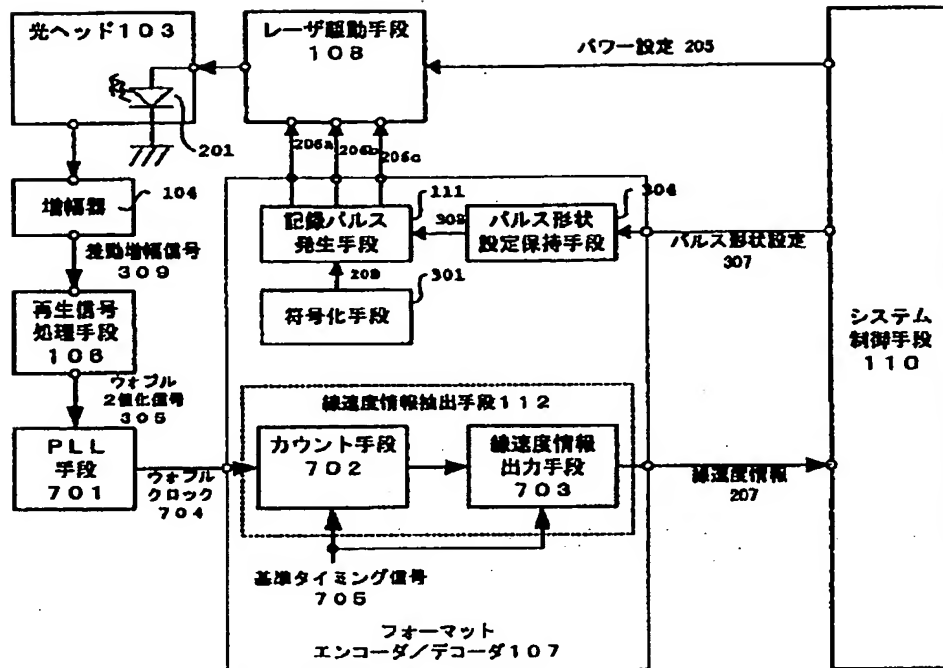 光ヘッド103
201
レーザ駆動手段
108
パワー設定 205
206a
206b
206c
増幅器
104
差動増幅信号
309
記録パルス
発生手段
111
308
パルス形状
設定保持手段
304
パルス形状設定
307
208
符号化手段
301
再生信号
処理手段
106
ウォブル
2値化信号
305
システム
制御手段
110
PLL
手段
701
ウォブル
クロック
704
線速度情報抽出手段112
カウント手段
702
線速度情報
出力手段
703
線速度情報
207
基準タイミング信号
705
フォーマット
エンコーダ/デコーダ107